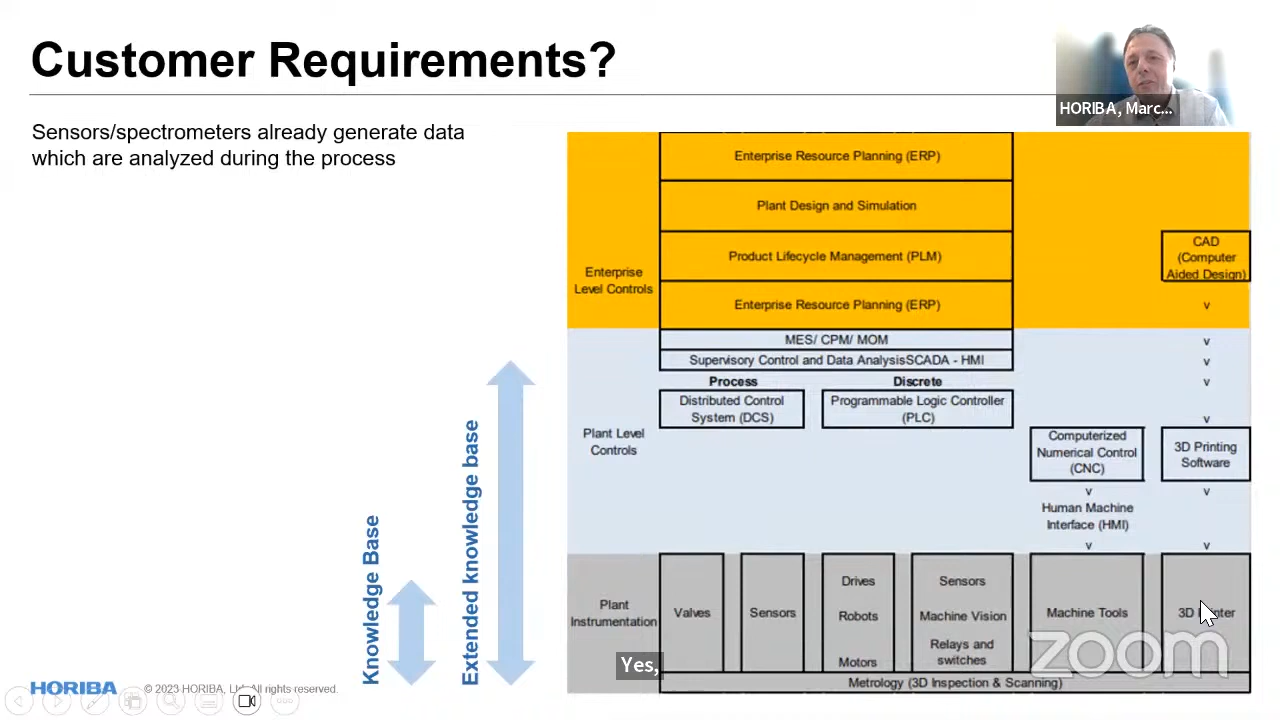 Customer Requirements?
HORIBA, Marc...
Sensors/spectrometers already generate data
which are analyzed during the process
Enterprise Resource Planning (ERP)
Plant Design and Simulation
Product Lifecycle Management (PLM)
Enterprise Resource Planning (ERP)
Enterprise
Level Controls
CAD
(Computer
Aided Design)
v
MES/ CPM/ MOM
v
Supervisory Control and Data AnalysisSCADA - HMI
v
Process
Discrete
v
Distributed Control
System (DCS)
Programmable Logic Controller
(PLC)
v
Plant Level
Controls
Computerized
Numerical Control
(CNC)
3D Printing
Software
v
v
Human Machine
Interface (HMI)
v
v
Knowledge Base
Extended knowledge base
Plant
Instrumentation
Valves
Sensors
Drives
Robots
Motors
Sensors
Machine Vision
Relays and
switches
Machine Tools
3D
Metrology (3D Inspection & Scanning)
zoom
Yes,
HORIBA
© 2023 HORIBA, Ltd. All rights reserved.